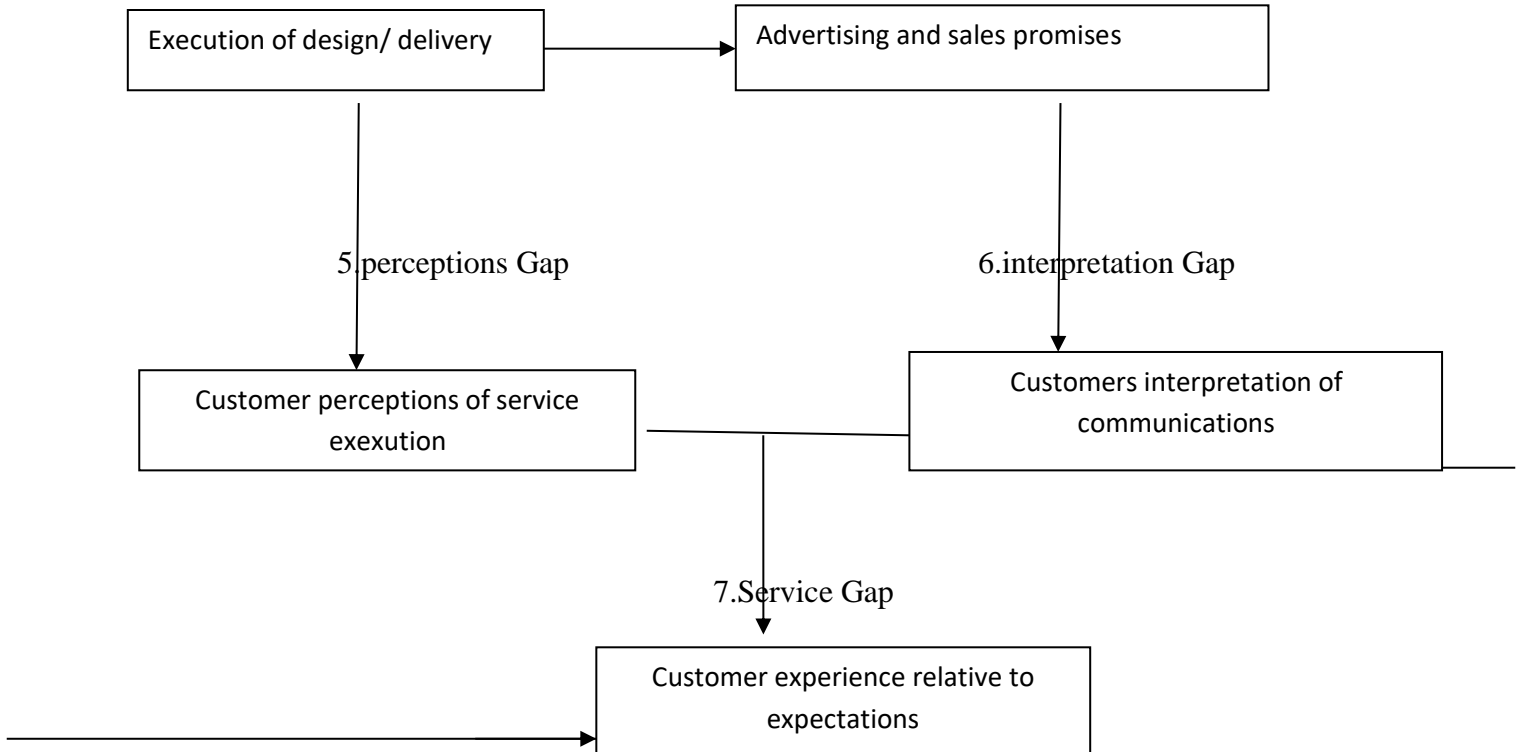 Execution of design/ delivery
Advertising and sales promises
5.perceptions Gap
6.interpretation Gap
Customer perceptions of service
exexution
Customers interpretation of
communications
7.Service Gap
Customer experience relative to
expectations